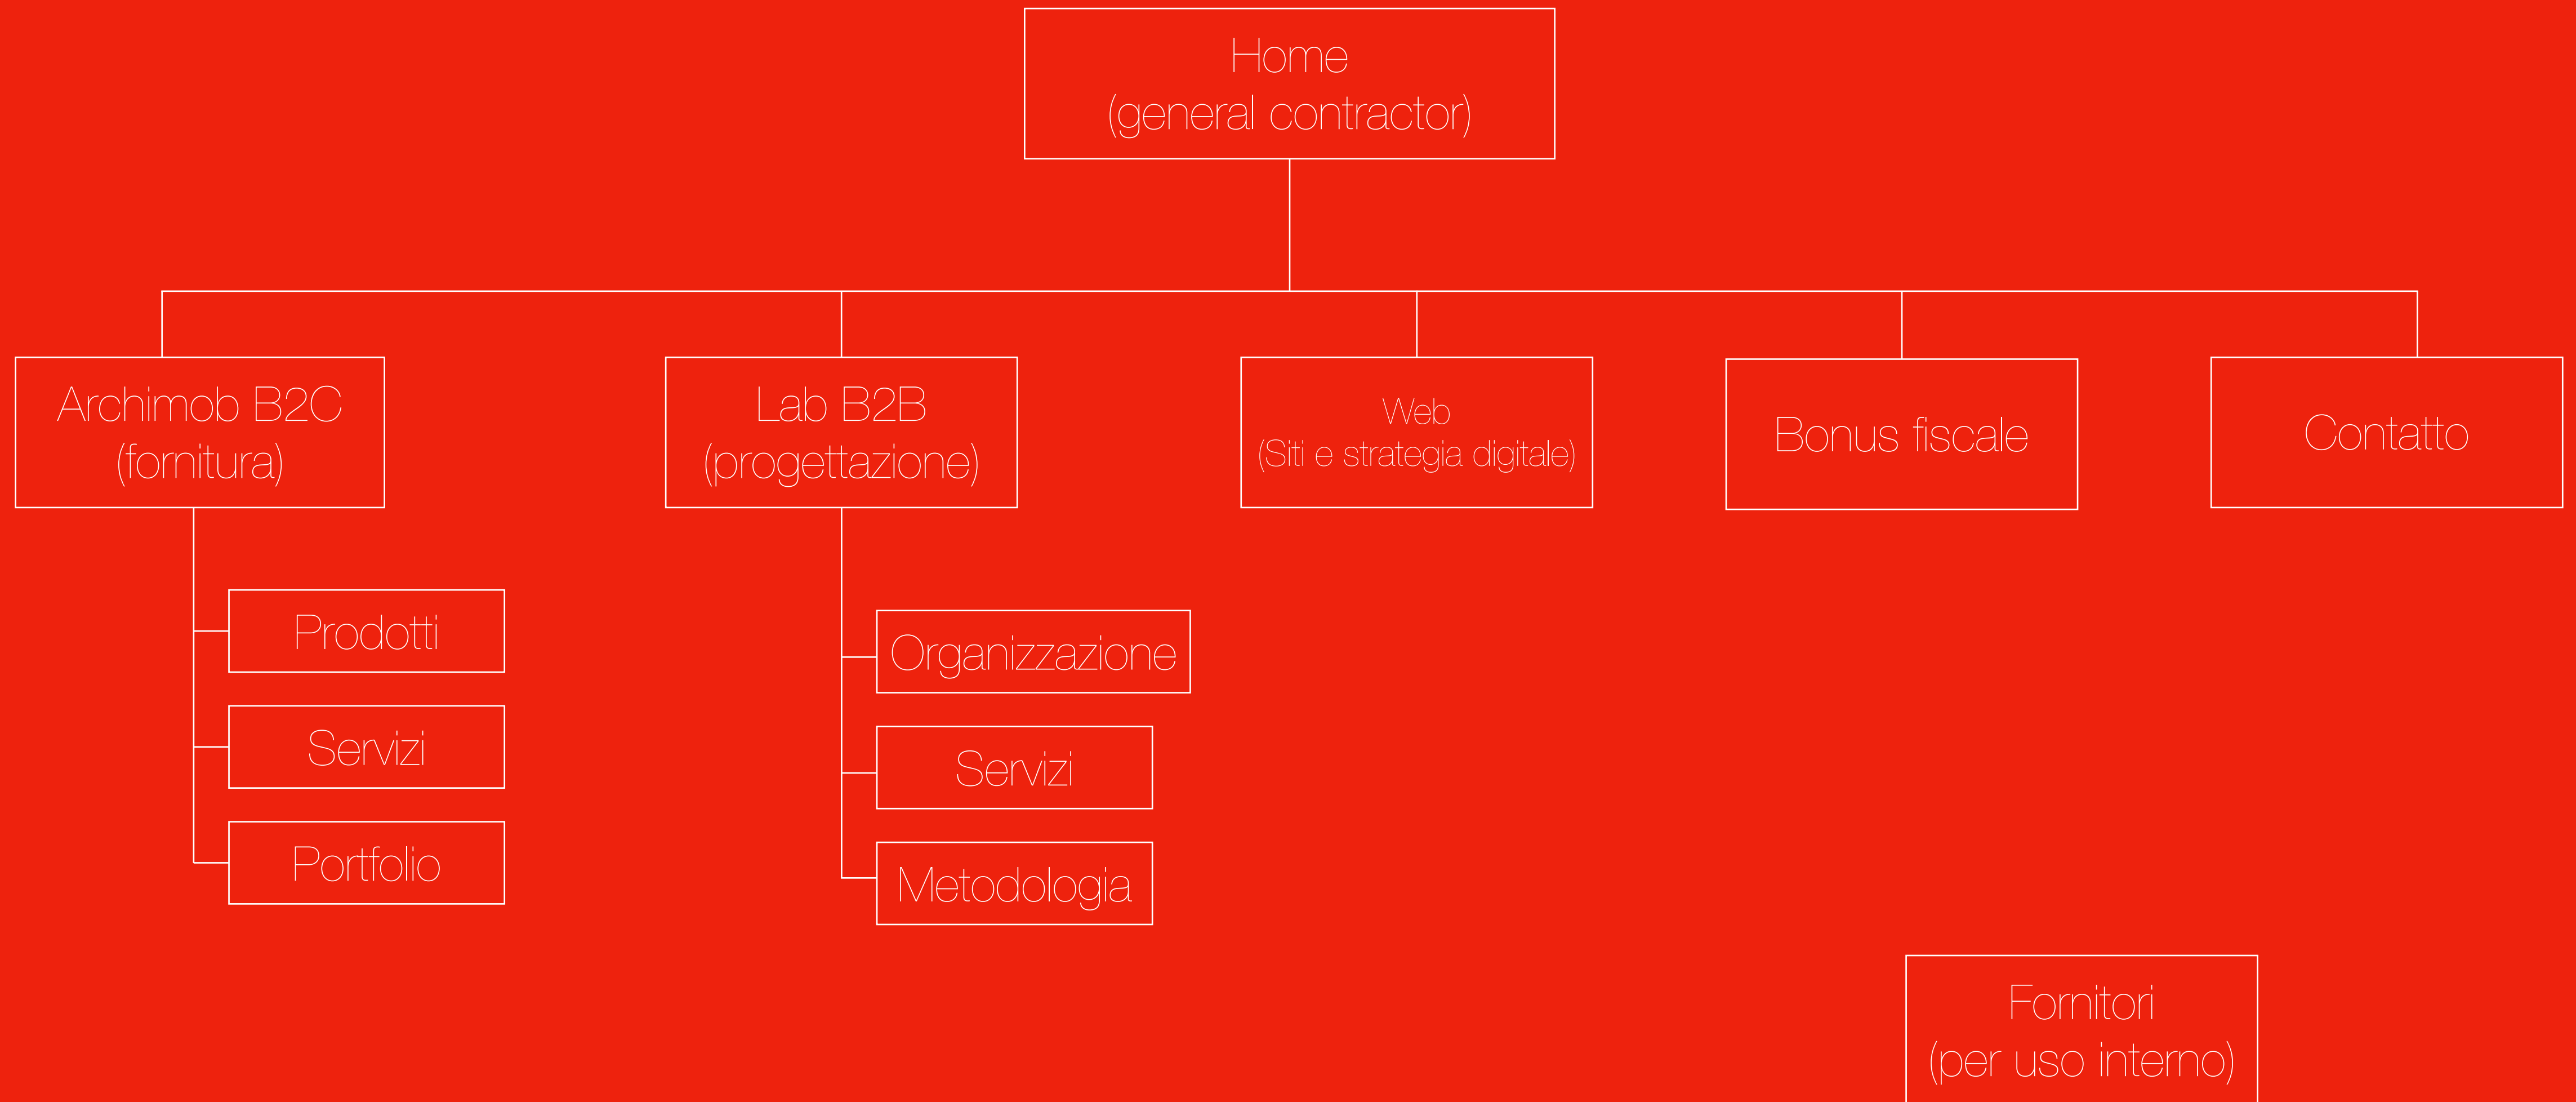 Home
(general contractor)
Archimob B2C
(fornitura)
Lab B2B
(progettazione)
Web
(Siti e strategia digitale)
Bonus fiscale
Contatto
Prodotti
Servizi
Portfolio
Organizzazione
Servizi
Metodologia
Fornitori
(per uso interno)